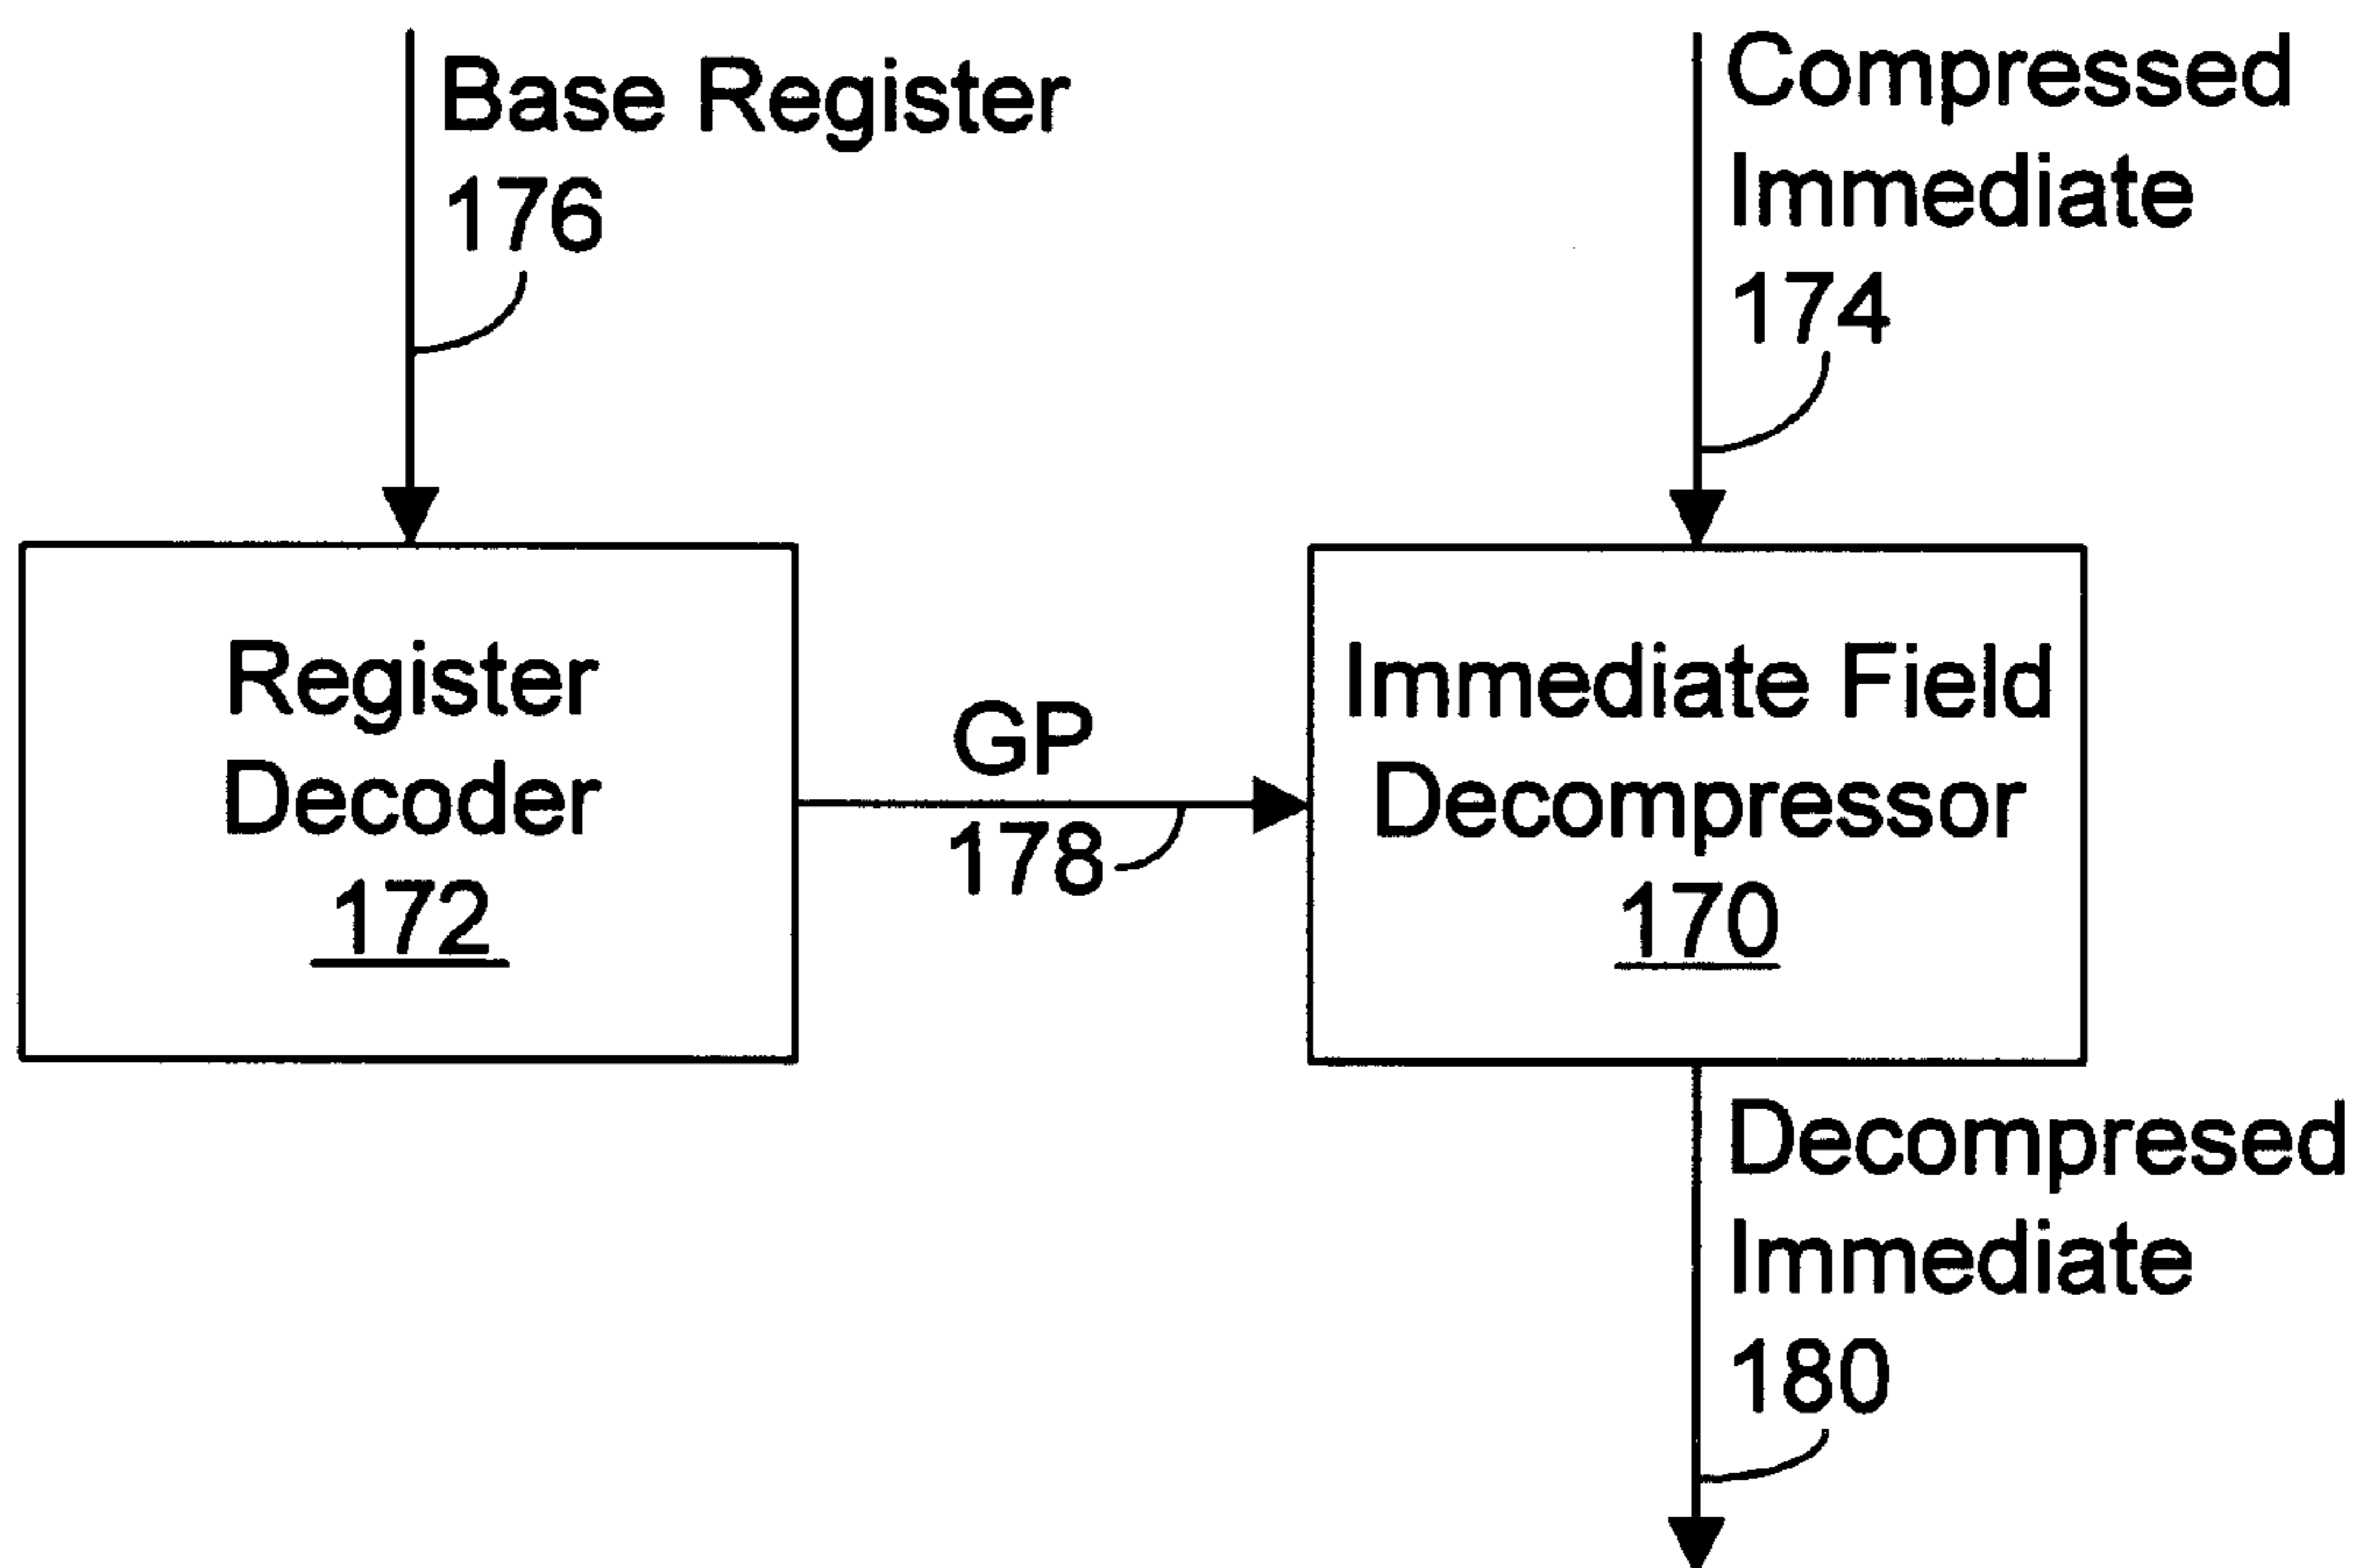 Base Register
176
Compressed
Immediate
174
Register
Decoder
172
GP
178
Immediate Field
Decompressor
170
Decompresed
Immediate
180